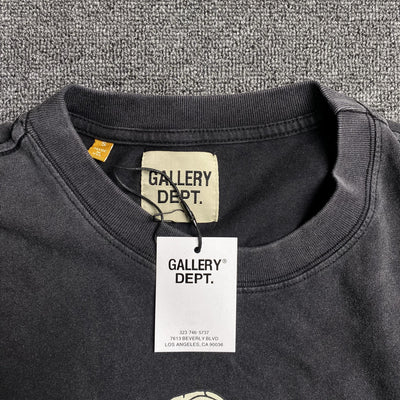 GALLERY
DEPT.
GALLERY®
DEPT.
323 746 5737
7613 BEVERLY BLVD
LOS ANGELES, CA 90036